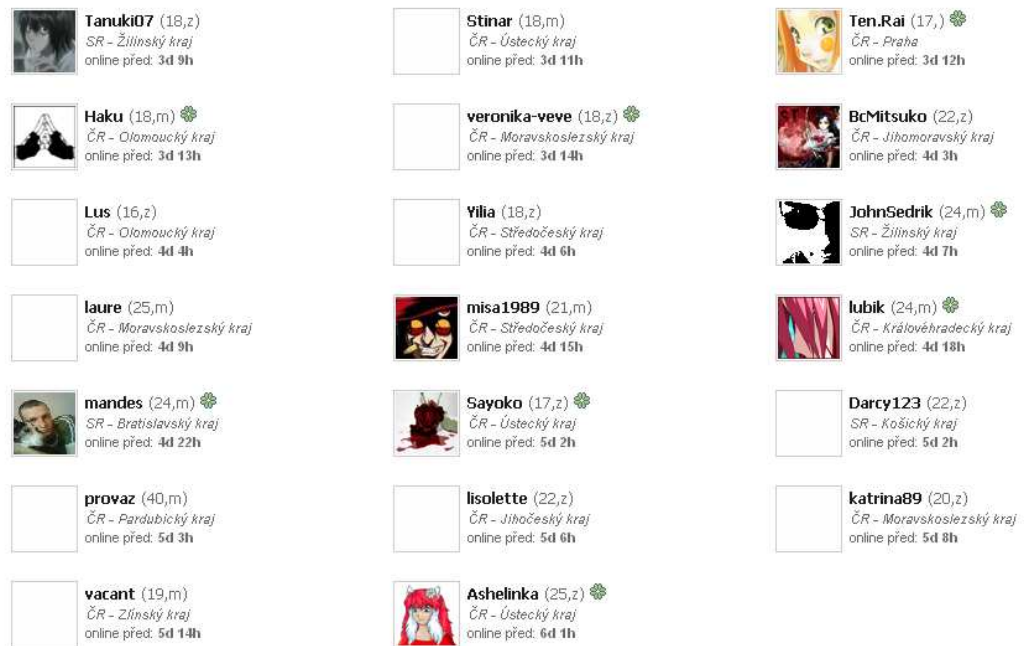 Tanuki07 (18,z)
SR - Žilinský kraj
online před: 3d 9h
Stinar (18,m)
ČR - Ústecký kraj
online před: 3d 11h
Ten.Rai (17,)
ČR - Praha
online před: 3d 12h
Haku (18,m)
ČR - Olomoucký kraj
online před: 3d 13h
veronika-veve (18,z)
ČR - Moravskoslezský kraj
online před: 3d 14h
BcMitsuko (22,z)
ČR - Jihomoravský kraj
online před: 4d 3h
Lus (16,z)
ČR - Olomoucký kraj
online před: 4d 4h
Yilia (18,z)
ČR - Středočeský kraj
online před: 4d 6h
JohnSedrik (24,m)
SR - Žilinský kraj
online před: 4d 7h
laure (25,m)
ČR - Moravskoslezský kraj
online před: 4d 9h
misa1989 (21,m)
ČR - Středočeský kraj
online před: 4d 15h
lubik (24,m)
ČR - Královéhradecký kraj
online před: 4d 18h
mandes (24,m)
SR - Bratislavský kraj
online před: 4d 22h
Sayoko (17,z)
ČR - Ústecký kraj
online před: 5d 2h
Darcy123 (22,z)
SR - Košický kraj
online před: 5d 2h
provaz (40,m)
ČR - Pardubický kraj
online před: 5d 3h
lisolette (22,z)
ČR - Jihočeský kraj
online před: 5d 6h
katrina89 (20,z)
ČR - Moravskoslezský kraj
online před: 5d 8h
vacant (19,m)
ČR - Zlínský kraj
online před: 5d 14h
Ashelinka (25,z)
ČR - Ústecký kraj
online před: 6d 1h